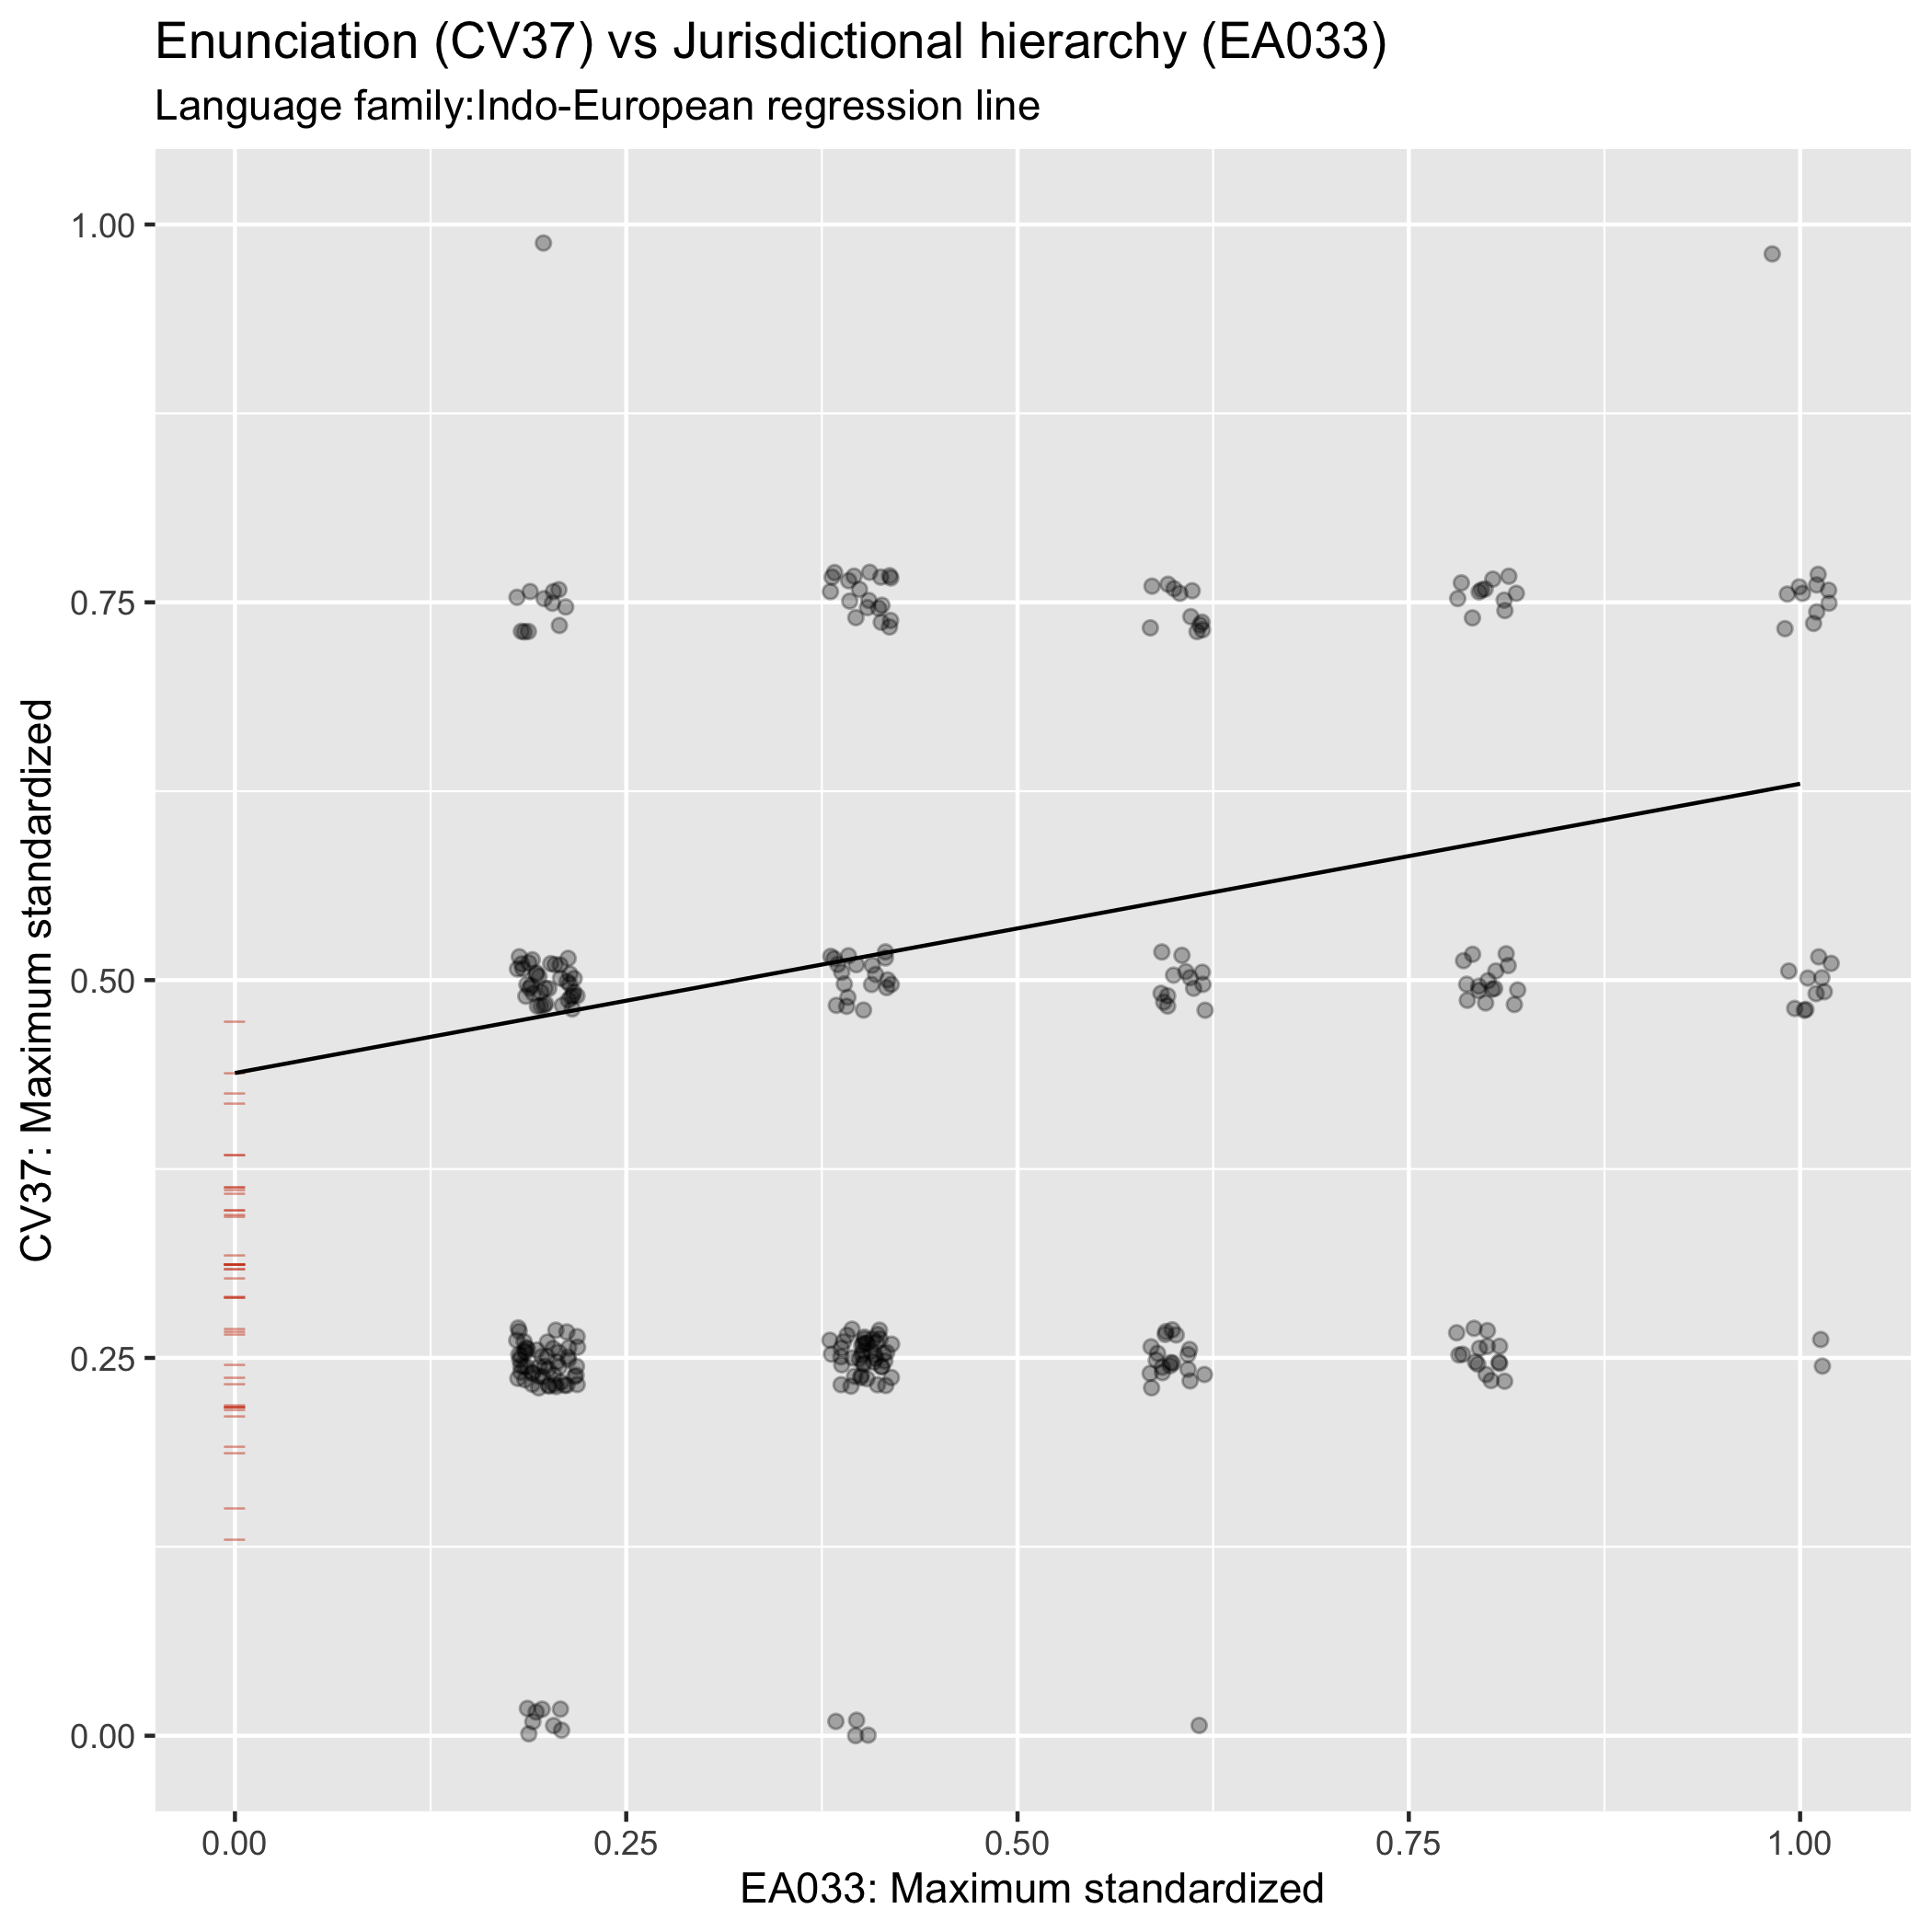 Enunciation (CV37) vs Jurisdictional hierarchy (EA033)
Language family:Indo-European regression line
CV37: Maximum standardized
1.00
0.75
0.50
0.25
0.00
0.00 0.25 0.50 0.75 1.00
EA033: Maximum standardized